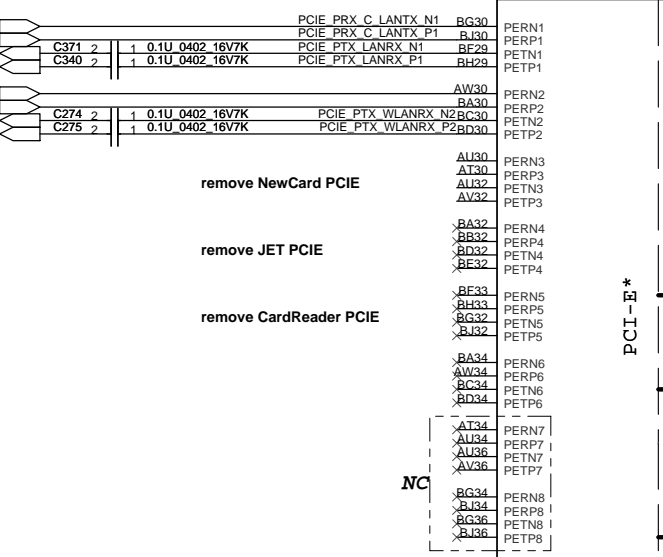 PCIE_PRX_C_LANTX_N1 BG30 PERN1
PCIE_PRX_C_LANTX_P1 BJ30 PERP1
C371 2 1 0.1U_0402_16V7K PCIE_PTX_LANRX_N1 BF29 PETN1
C340 2 1 0.1U_0402_16V7K PCIE_PTX_LANRX_P1 BH29 PETP1
AW30 PERN2
BA30 PERP2
C274 2 1 0.1U_0402_16V7K PCIE_PTX_WLANRX_N2 BC30 PETN2
C275 2 1 0.1U_0402_16V7K PCIE_PTX_WLANRX_P2 BD30 PETP2
AU30 PERN3
AT30 PERP3
remove NewCard PCIE AU32 PETN3
AV32 PETP3
BA32 PERN4
BB32 PERP4
remove JET PCIE BD32 PETN4
BE32 PETP4
BF33 PERN5
BH33 PERP5
remove CardReader PCIE BG32 PETN5
BJ32 PETP5
PCI-E*
BA34 PERN6
AW34 PERP6
BC34 PETN6
BD34 PETP6
AT34 PERN7
AU34 PERP7
AU36 PETN7
AV36 PETP7
NC
BG34 PERN8
BJ34 PERP8
BG36 PETN8
BJ36 PETP8